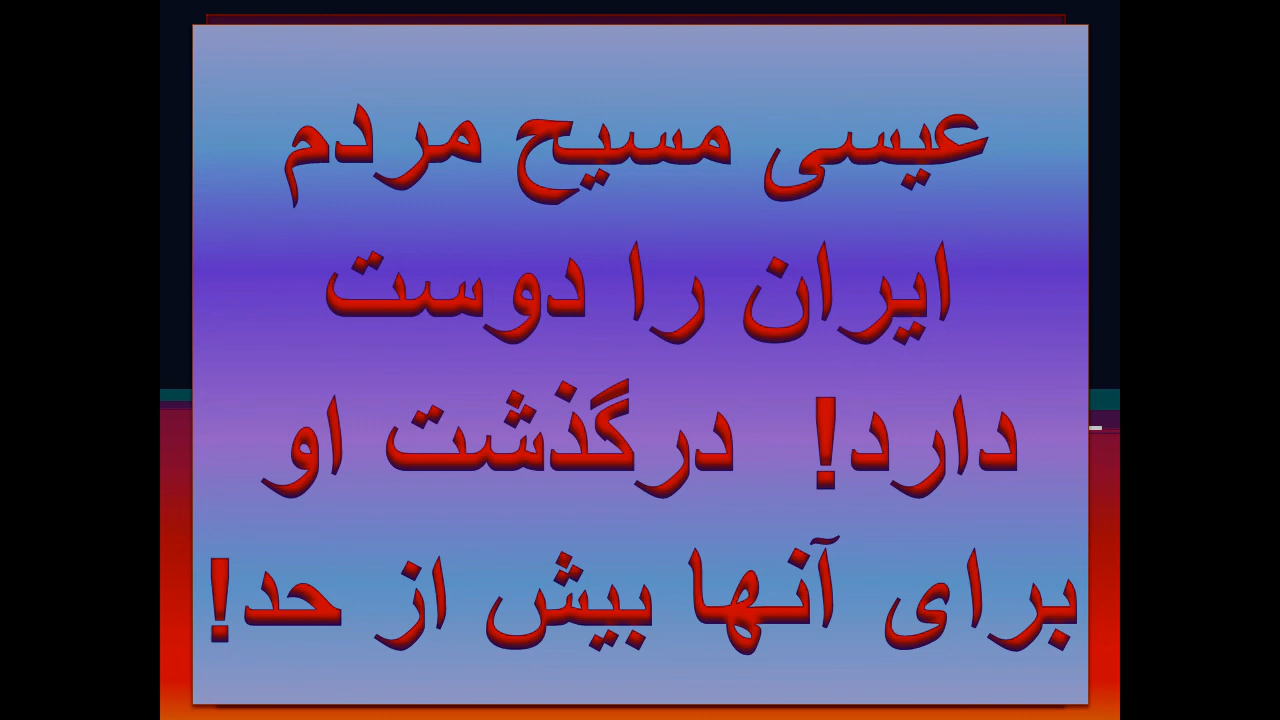 عیسی مسیح مردم
ایران را دوست
دارد! درگذشت او
برای آنها بیش از حد!